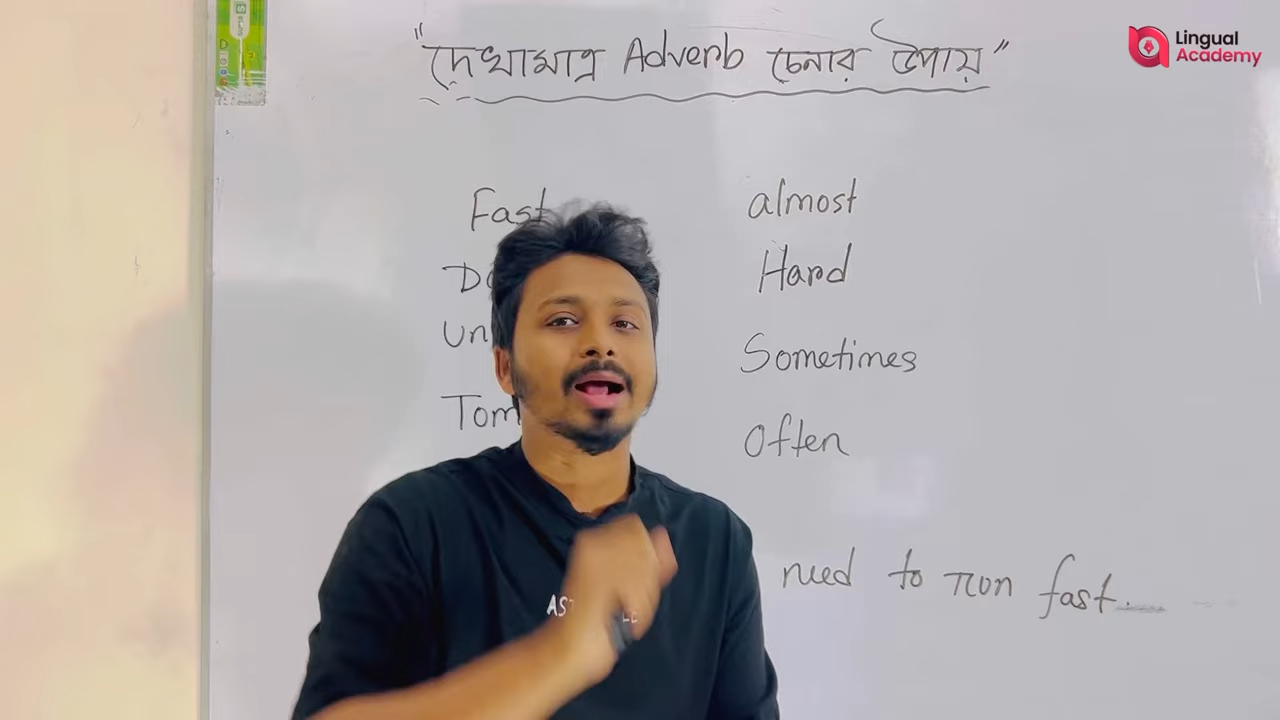 "দেখামাত্র Adverb চেনার উপায়"
Lingual
Academy
Fast
almost
Hard
Sometimes
Often
need to run fast.